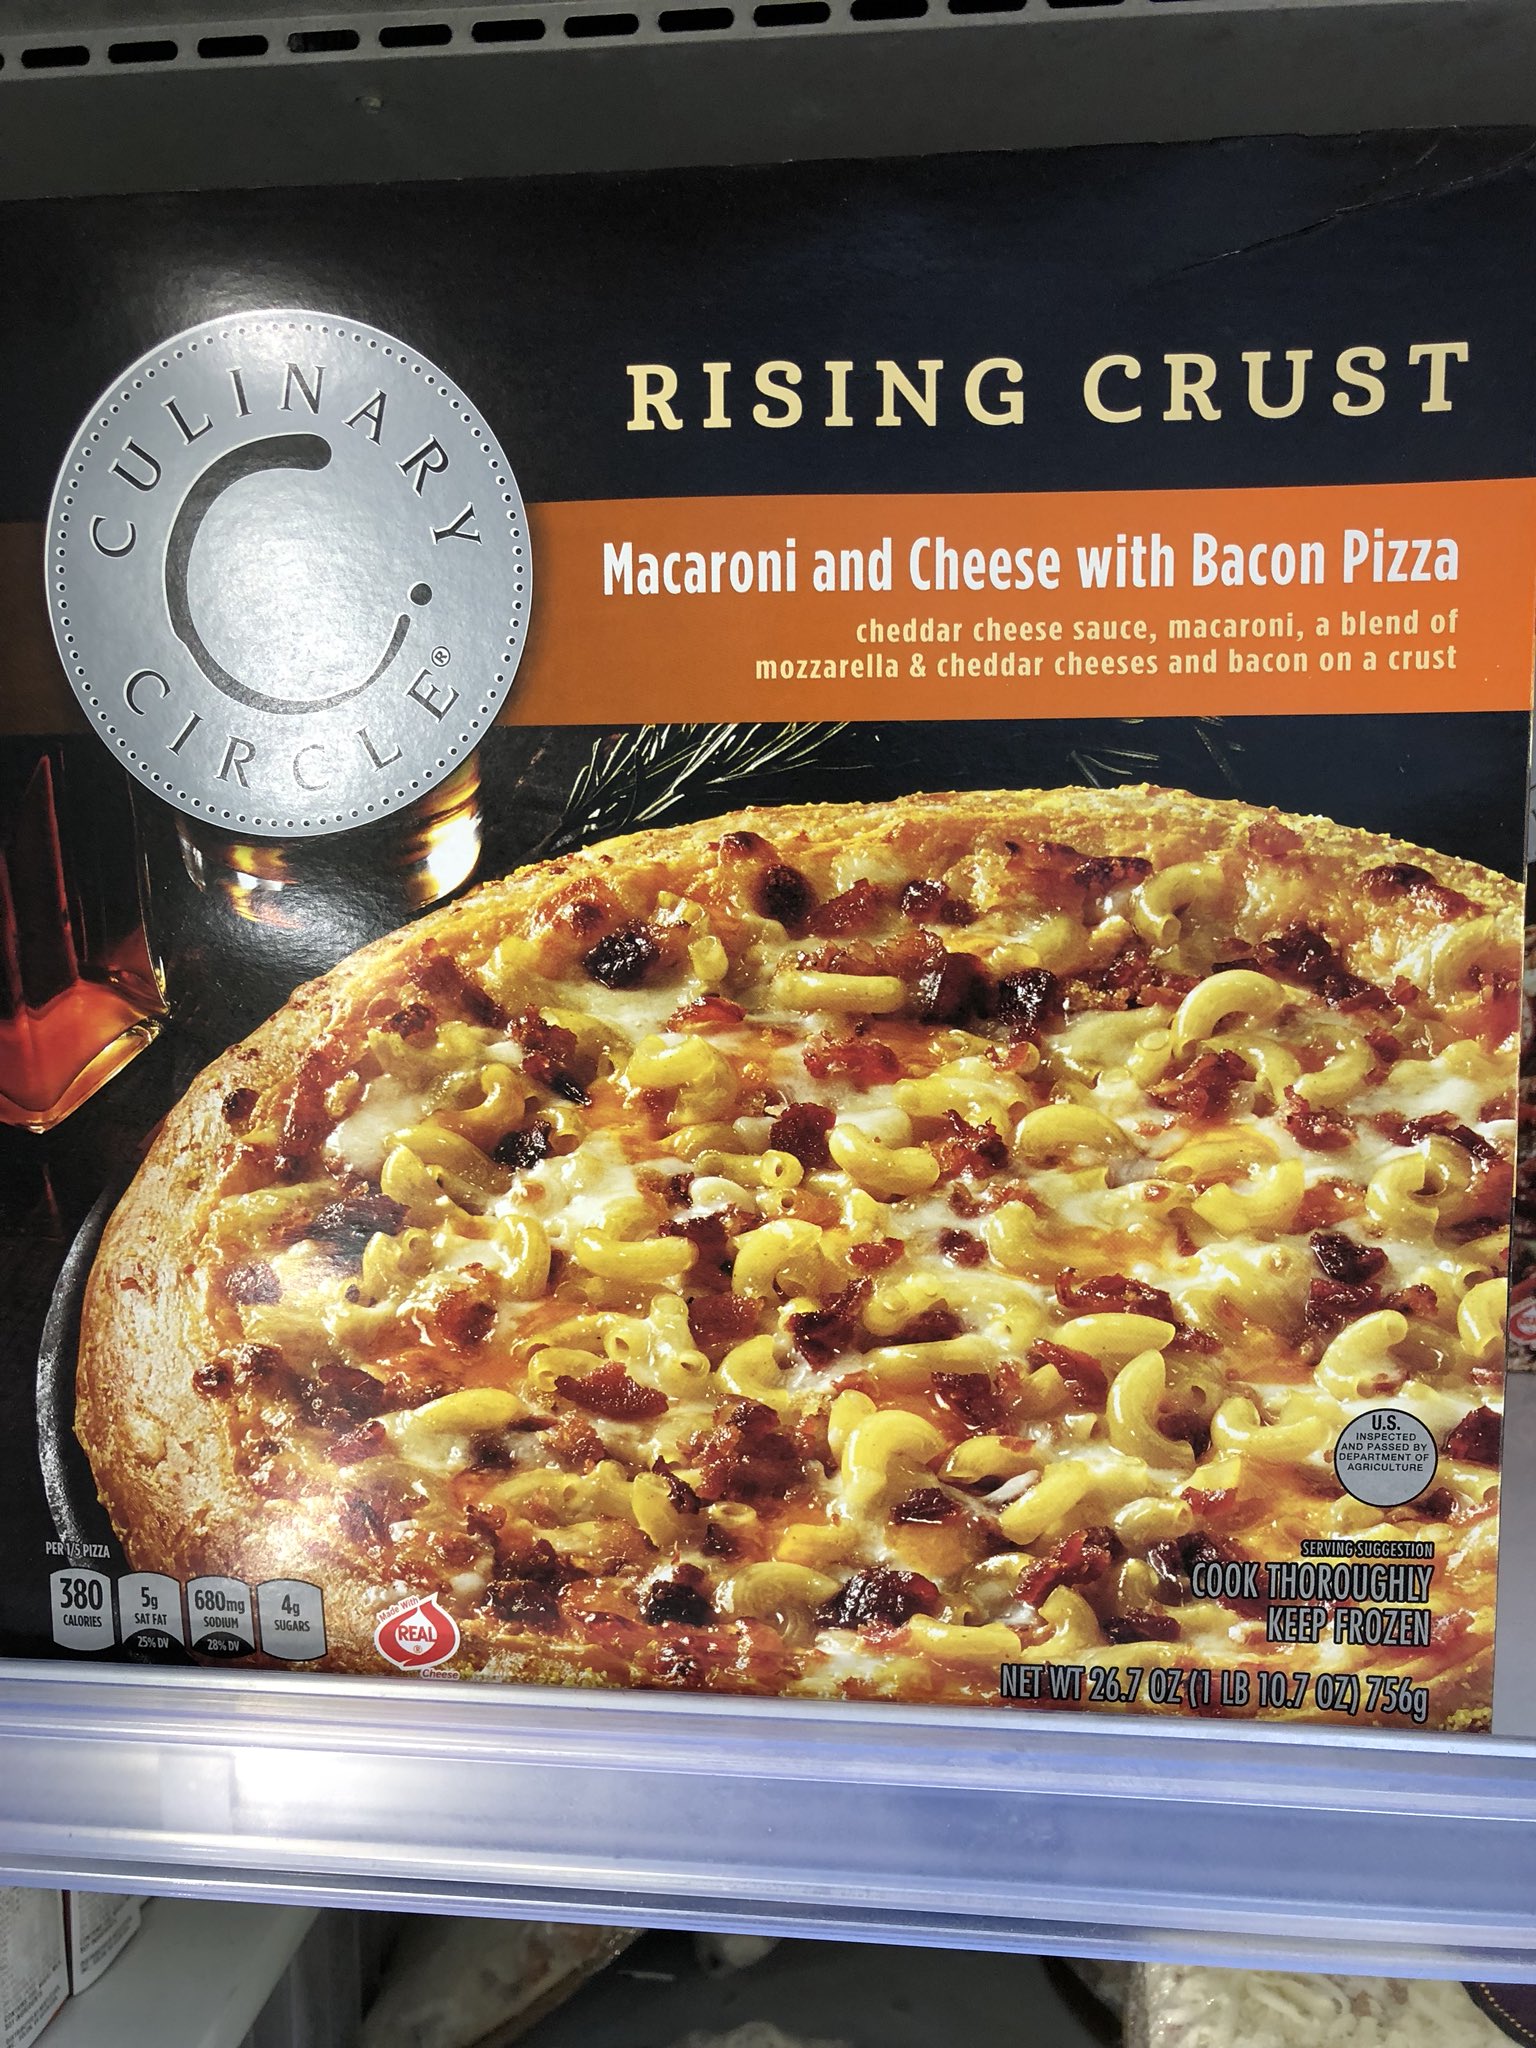 CULINARY
CIRCLE®
RISING CRUST
Macaroni and Cheese with Bacon Pizza
cheddar cheese sauce, macaroni, a blend of
mozzarella & cheddar cheeses and bacon on a crust
U.S.
INSPECTED
AND PASSED BY
DEPARTMENT OF
AGRICULTURE
PER 1/5 PIZZA
380
CALORIES
5g
SAT FAT
25% DV
680mg
SODIUM
28% DV
4g
SUGARS
Made With
REAL
®
Cheese
SERVING SUGGESTION
COOK THOROUGHLY
KEEP FROZEN
NET WT 26.7 OZ (1 LB 10.7 OZ) 756g